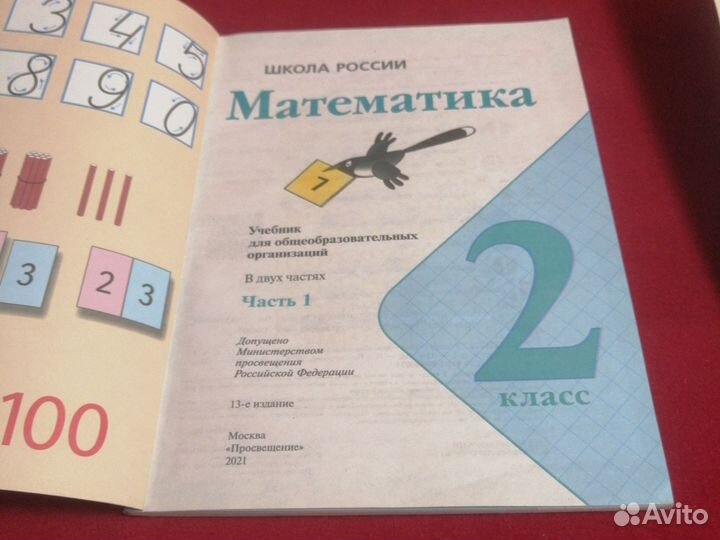 3 4 5
8 9 0
3
2 3
100
ШКОЛА РОССИИ
Математика
7
Учебник
для общеобразовательных
организаций
В двух частях
Часть 1
Допущено
Министерством
просвещения
Российской Федерации
13-е издание
Москва
«Просвещение»
2021
2
класс
Avito